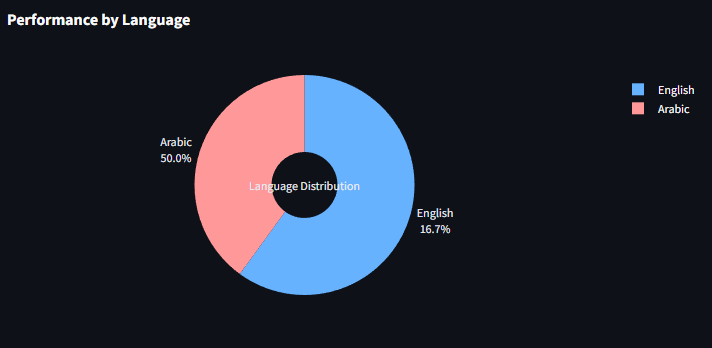 Performance by Language
English
Arabic
Arabic
50.0%
Language Distribution
English
16.7%